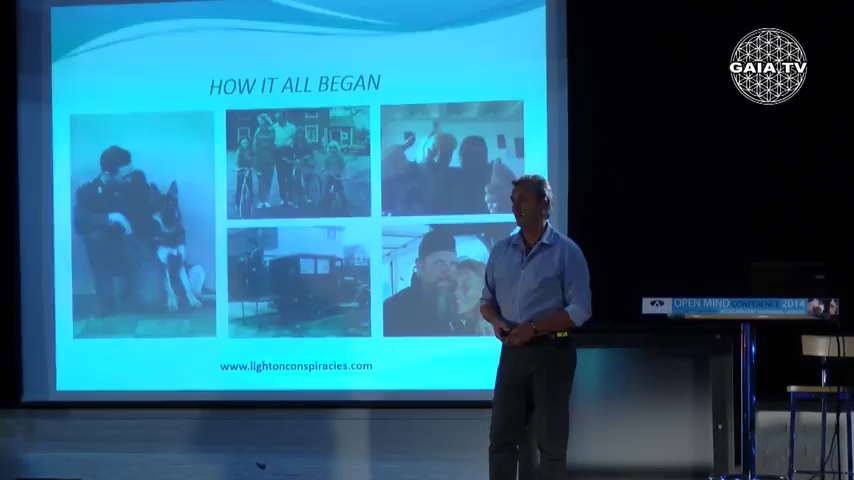 GAIA TV
HOW IT ALL BEGAN
OPEN MIND CONFERENCE 2014
www.lightonconspiracies.com